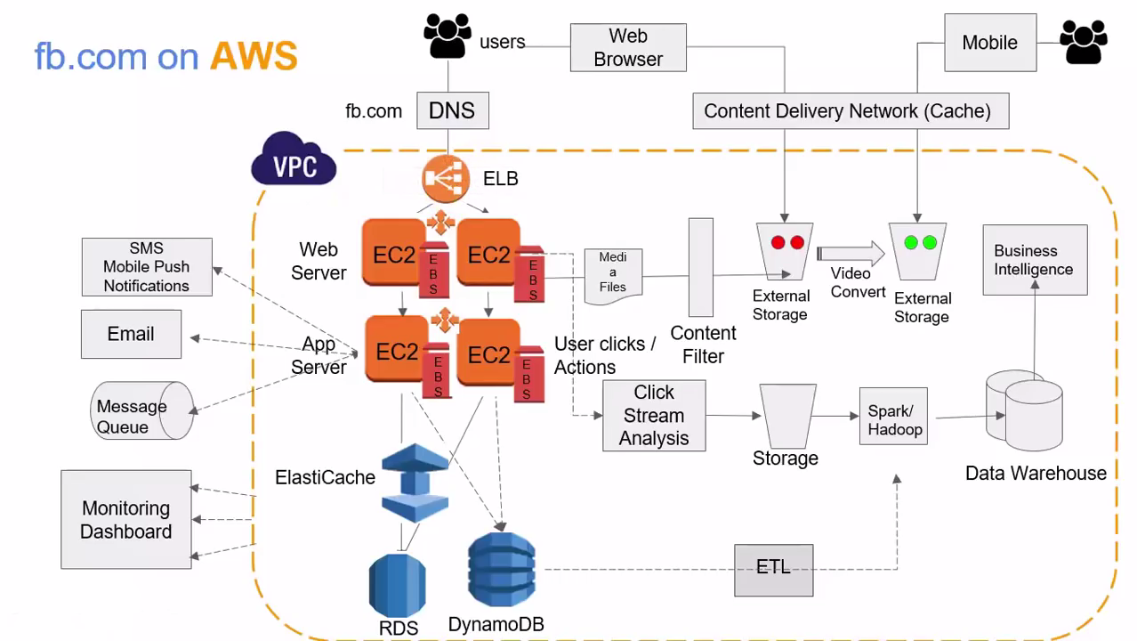 fb.com on AWS
users
Web
Browser
Mobile
fb.com
DNS
Content Delivery Network (Cache)
VPC
ELB
Web
Server
EC2
EBS
EC2
EBS
Medi
a
Files
Content
Filter
External
Storage
Video
Convert
External
Storage
Business
Intelligence
SMS
Mobile Push
Notifications
Email
Message
Queue
Monitoring
Dashboard
App
Server
EC2
EBS
EC2
EBS
User clicks /
Actions
Click
Stream
Analysis
Storage
Spark/
Hadoop
Data Warehouse
ElastiCache
RDS
DynamoDB
ETL